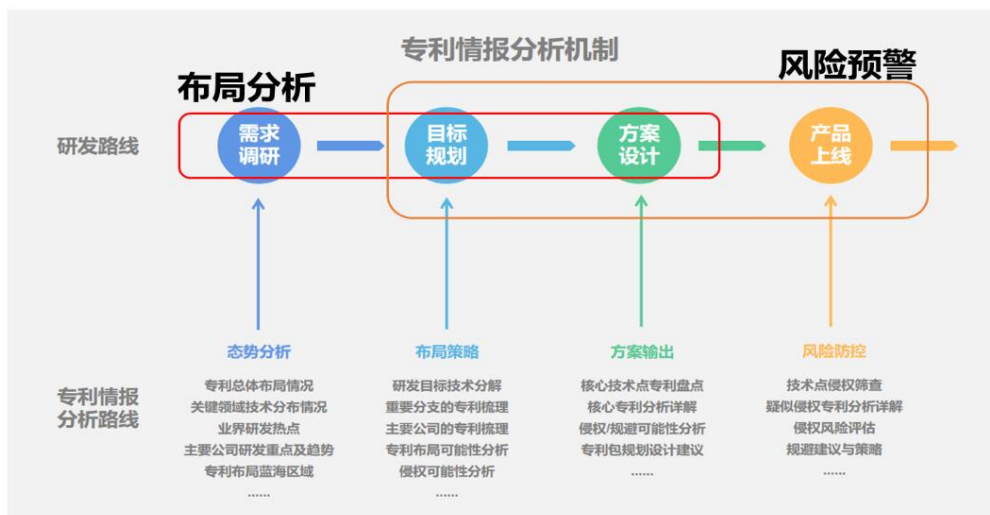 专利情报分析机制
布局分析
风险预警
研发路线
需求
调研
目标
规划
方案
设计
产品
上线
专利情报
分析路线
态势分析
专利总体布局情况
关键领域技术分布情况
业界研发热点
主要公司研发重点及趋势
专利布局蓝海区域
......
布局策略
研发目标技术分解
重要分支的专利梳理
主要公司的专利梳理
专利布局可能性分析
侵权可能性分析
......
方案输出
核心技术点专利盘点
核心专利分析详解
侵权/规避可能性分析
专利包规划设计建议
......
风险防控
技术点侵权筛查
疑似侵权专利分析详解
侵权风险评估
规避建议与策略
......